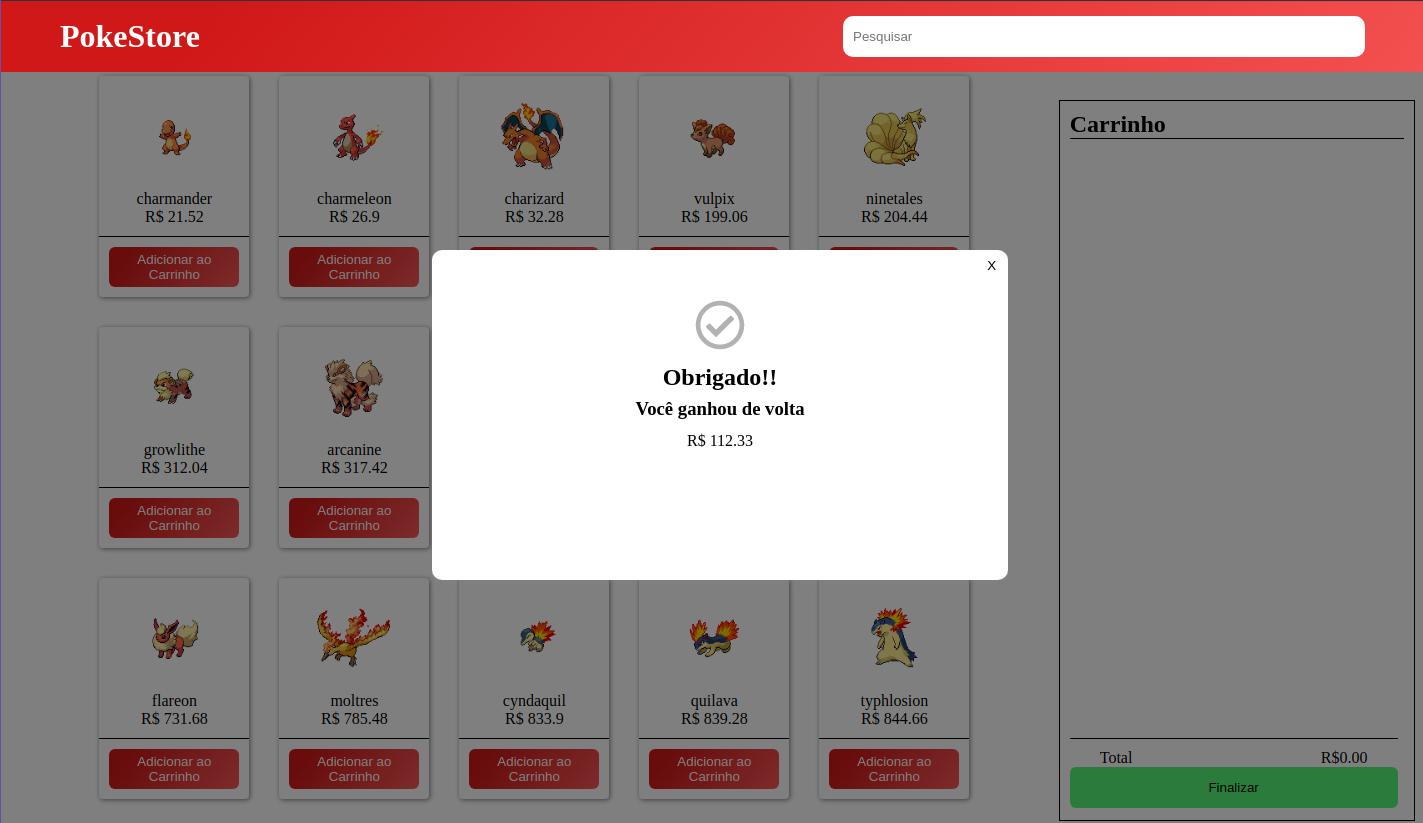 PokeStore
Pesquisar
charmander
R$ 21.52
Adicionar ao
Carrinho
charmeleon
R$ 26.9
Adicionar ao
Carrinho
charizard
R$ 32.28
vulpix
R$ 199.06
ninetales
R$ 204.44
growlithe
R$ 312.04
Adicionar ao
Carrinho
arcanine
R$ 317.42
Adicionar ao
Carrinho
X
Obrigado!!
Você ganhou de volta
R$ 112.33
flareon
R$ 731.68
Adicionar ao
Carrinho
moltres
R$ 785.48
Adicionar ao
Carrinho
cyndaquil
R$ 833.9
Adicionar ao
Carrinho
quilava
R$ 839.28
Adicionar ao
Carrinho
typhlosion
R$ 844.66
Adicionar ao
Carrinho
Carrinho
Total R$0.00
Finalizar